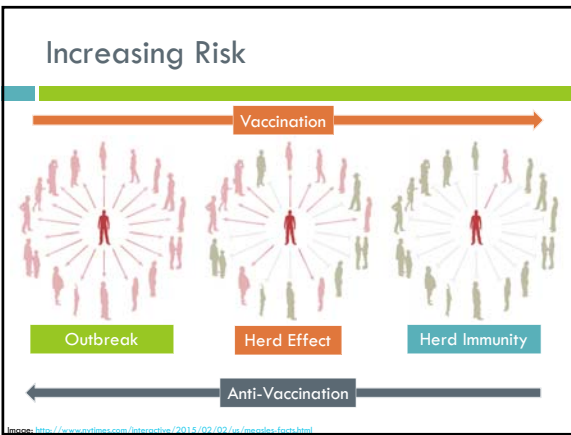 Increasing Risk
Vaccination
Outbreak
Herd Effect
Herd Immunity
Anti-Vaccination
Image: http://www.nytimes.com/interactive/2015/02/02/us/measles-facts.html